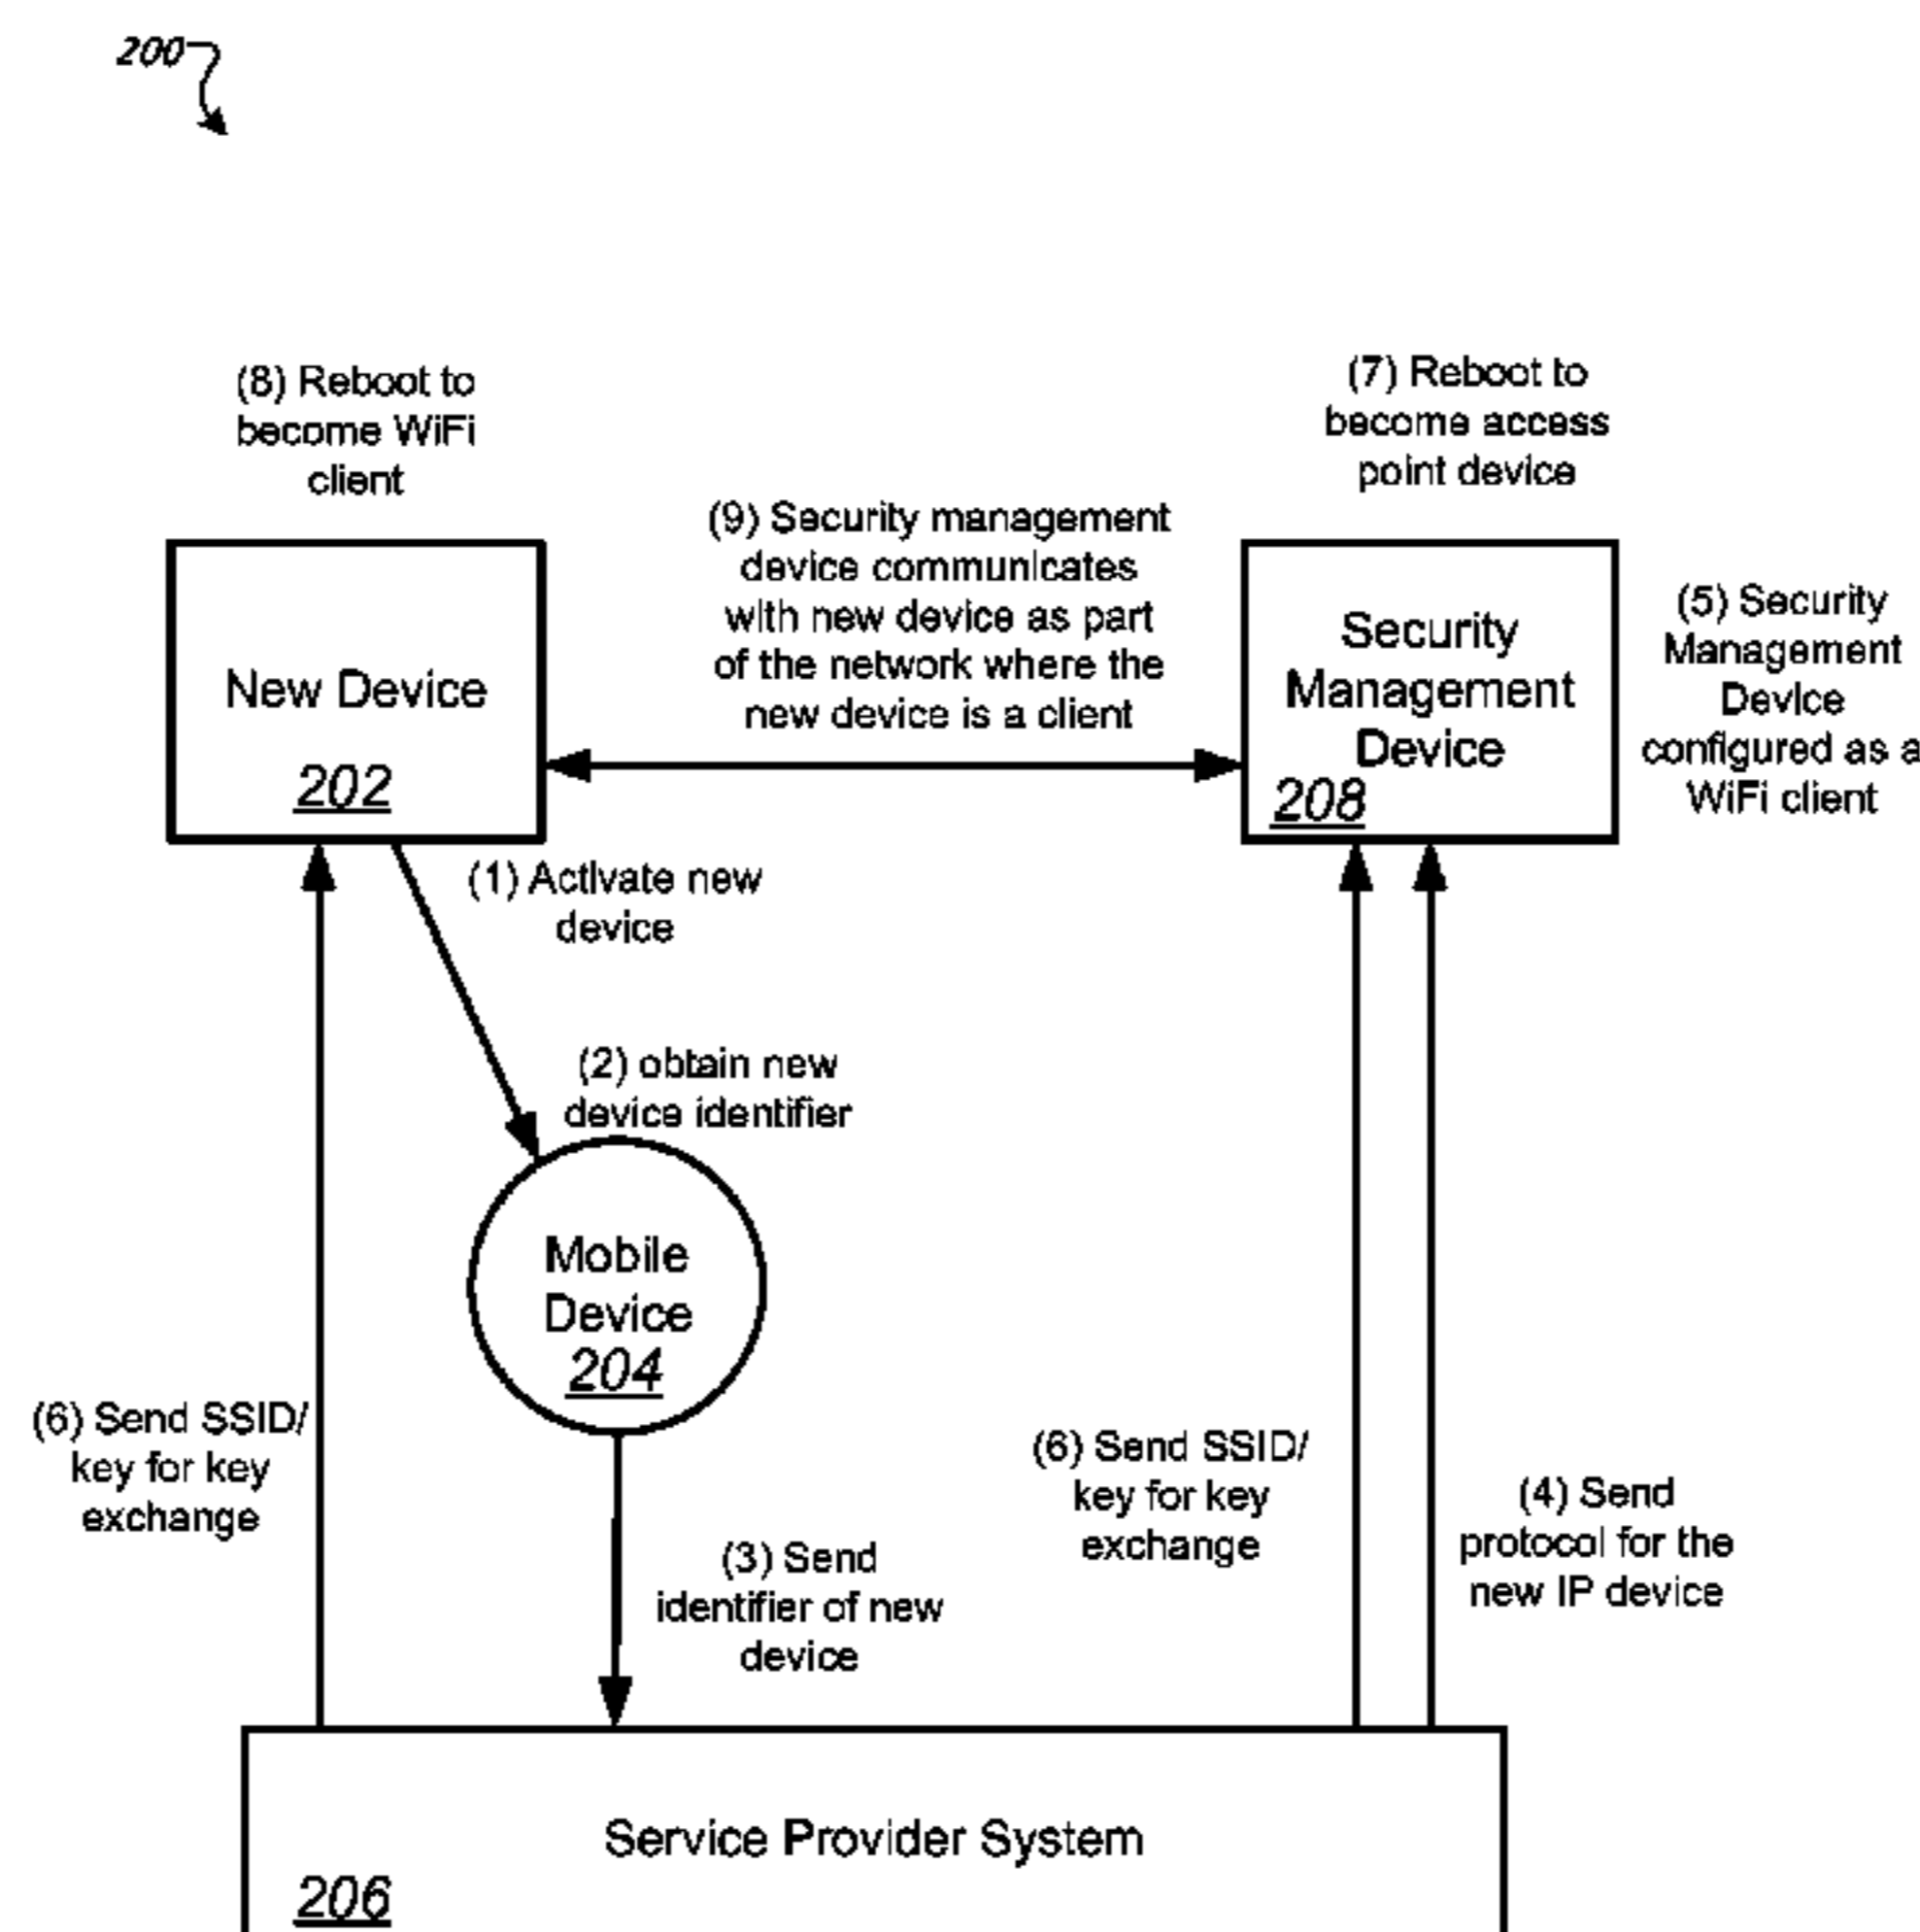 200
(8) Reboot to
become WiFi
client
(7) Reboot to
become access
point device
(9) Security management
device communicates
with new device as part
of the network where the
new device is a client
New Device
202
Security
Management
Device
208
(5) Security
Management
Device
configured as a
WiFi client
(1) Activate new
device
(2) obtain new
device identifier
Mobile
Device
204
(6) Send SSID/
key for key
exchange
(3) Send
identifier of new
device
(6) Send SSID/
key for key
exchange
(4) Send
protocol for the
new IP device
Service Provider System
206